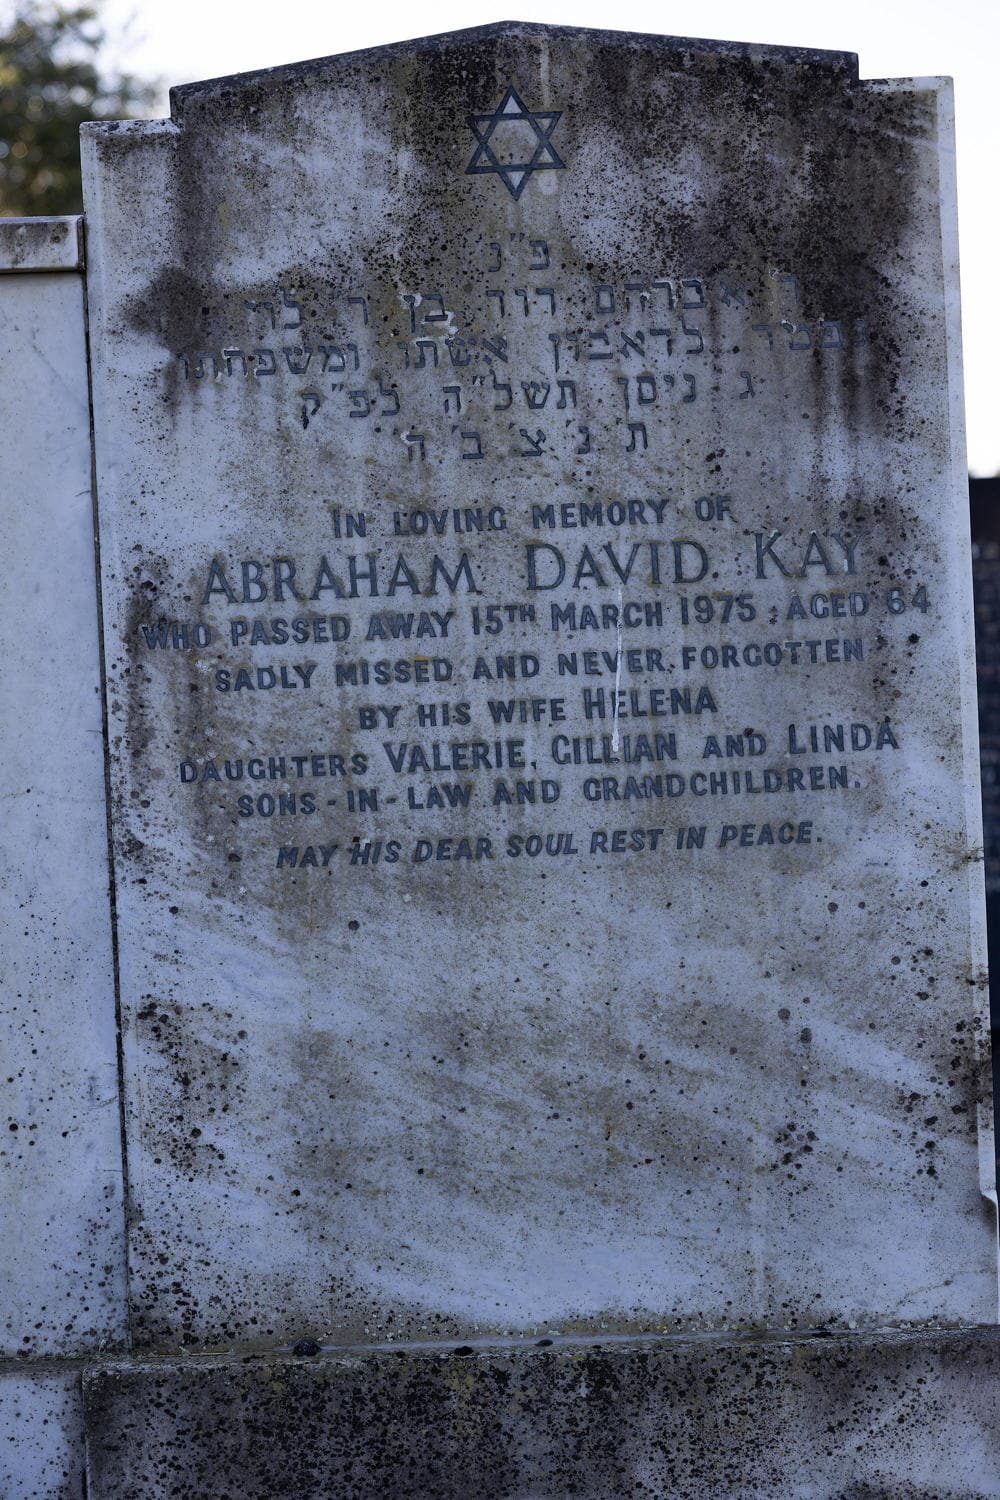 פ״נ
ר אברהם דוד בן ר לוי
נפטר לדאבון אשתו ומשפחתו
ג ניסן תשל״ה לפ״ק
ת׳ נ׳ צ׳ ב׳ ה׳
IN LOVING MEMORY OF
ABRAHAM DAVID KAY
WHO PASSED AWAY 15TH MARCH 1975 . AGED 64
SADLY MISSED AND NEVER FORGOTTEN
BY HIS WIFE HELENA
DAUGHTERS VALERIE, GILLIAN AND LINDA
SONS-IN-LAW AND GRANDCHILDREN.
MAY HIS DEAR SOUL REST IN PEACE.